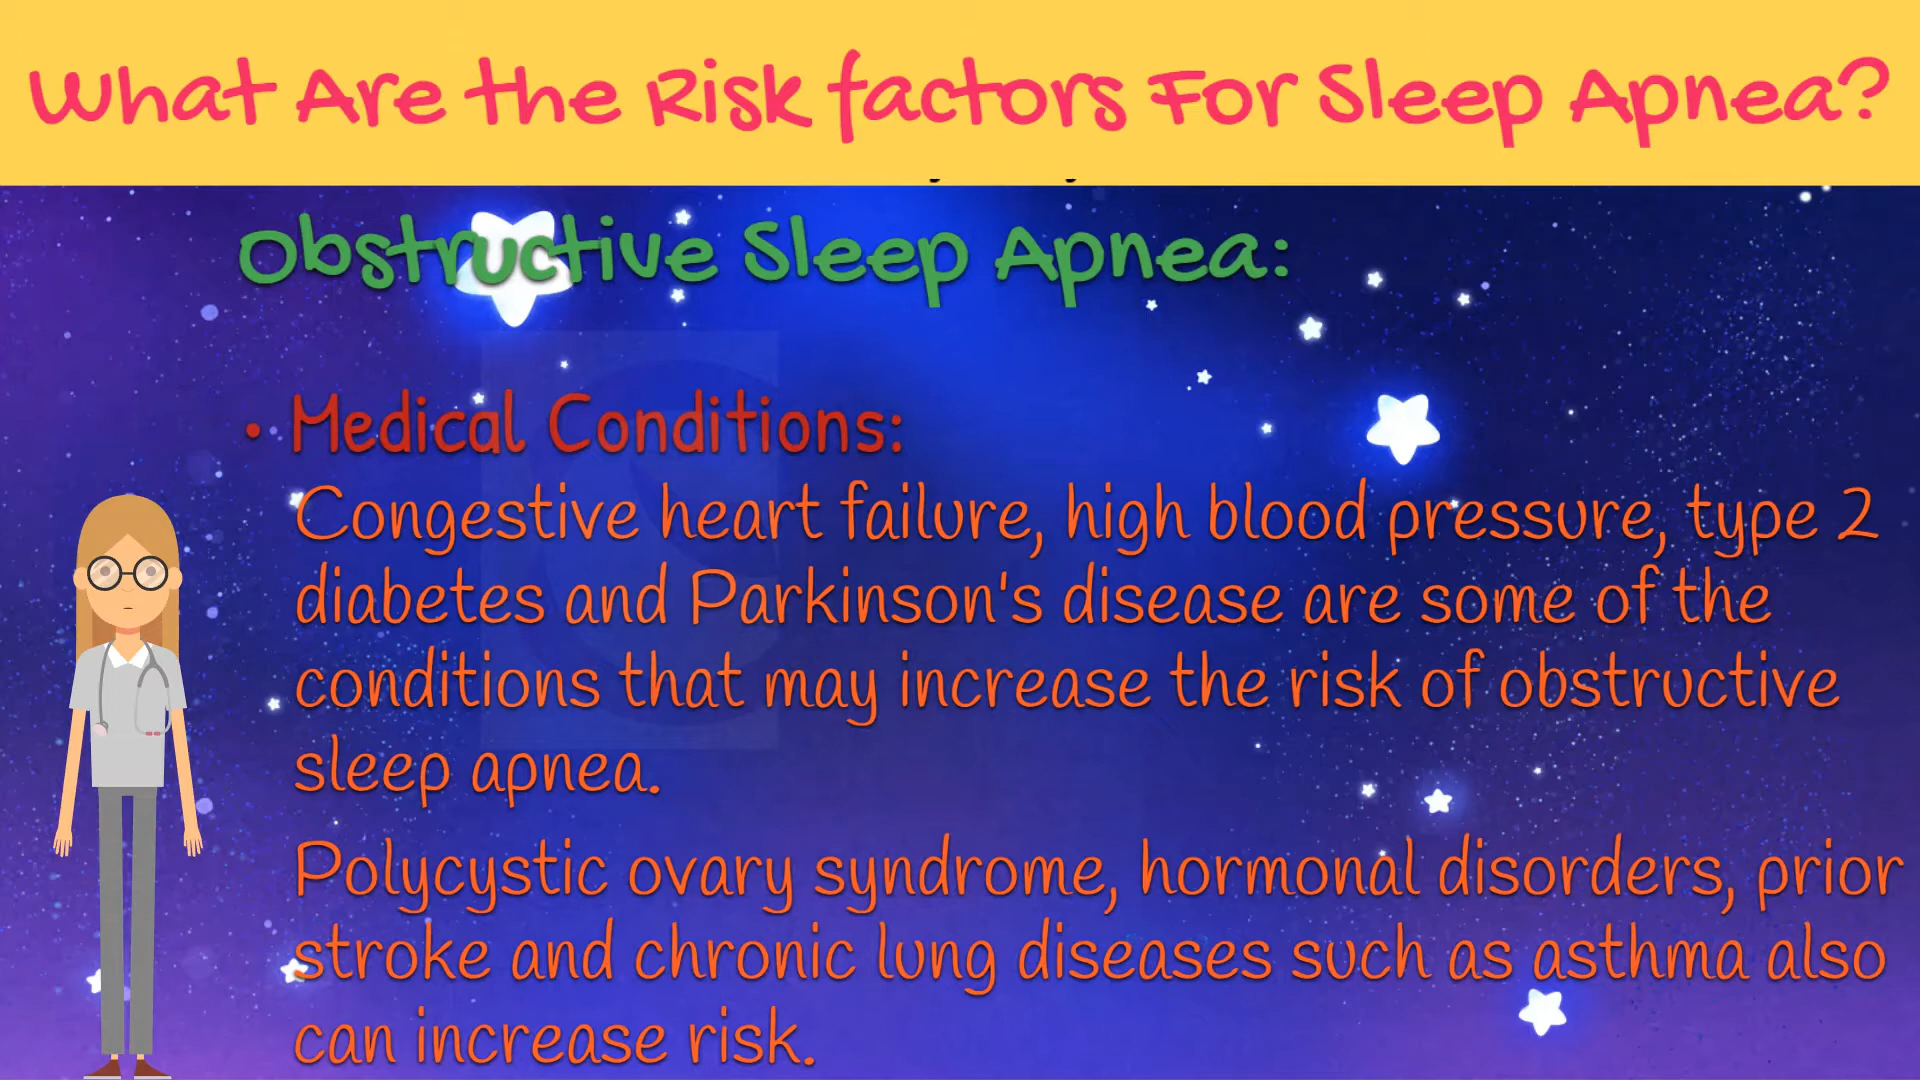 What Are the Risk factors For Sleep Apnea?
Obstructive Sleep Apnea:
• Medical Conditions:
Congestive heart failure, high blood pressure, type 2
diabetes and Parkinson's disease are some of the
conditions that may increase the risk of obstructive
sleep apnea.
Polycystic ovary syndrome, hormonal disorders, prior
stroke and chronic lung diseases such as asthma also
can increase risk.